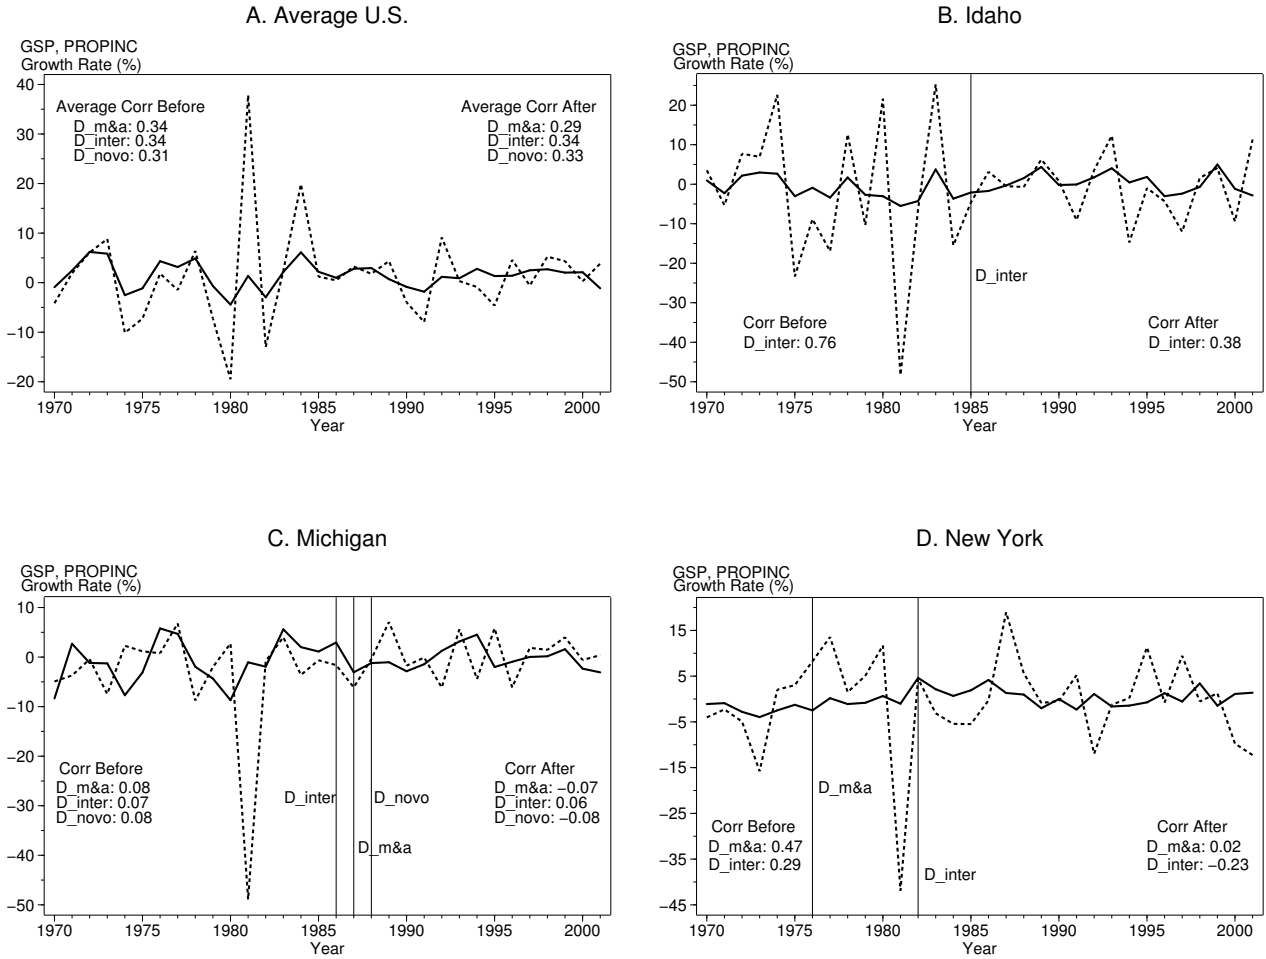 A. Average U.S.
GSP, PROPINC
Growth Rate (%)
40
30
20
10
0
−10
−20
Average Corr Before
D_m&a: 0.34
D_inter: 0.34
D_novo: 0.31
Average Corr After
D_m&a: 0.29
D_inter: 0.34
D_novo: 0.33
1970 1975 1980 1985 1990 1995 2000
Year
B. Idaho
GSP, PROPINC
Growth Rate (%)
20
10
0
−10
−20
−30
−40
−50
D_inter
Corr Before
D_inter: 0.76
Corr After
D_inter: 0.38
1970 1975 1980 1985 1990 1995 2000
Year
C. Michigan
GSP, PROPINC
Growth Rate (%)
10
0
−10
−20
−30
−40
−50
Corr Before
D_m&a: 0.08
D_inter: 0.07
D_novo: 0.08
D_inter
D_novo
D_m&a
Corr After
D_m&a: −0.07
D_inter: 0.06
D_novo: −0.08
1970 1975 1980 1985 1990 1995 2000
Year
D. New York
GSP, PROPINC
Growth Rate (%)
15
5
−5
−15
−25
−35
−45
D_m&a
D_inter
Corr Before
D_m&a: 0.47
D_inter: 0.29
Corr After
D_m&a: 0.02
D_inter: −0.23
1970 1975 1980 1985 1990 1995 2000
Year